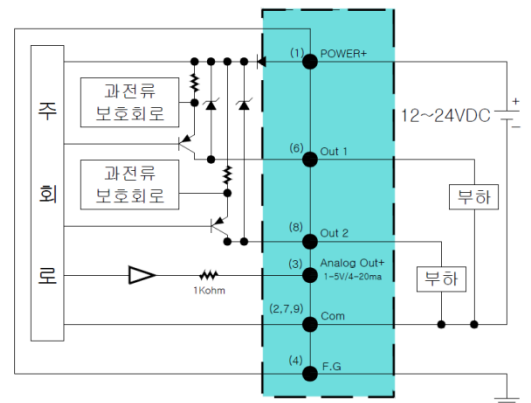 (1) POWER+
과전류
보호회로
주
회
로
12~24VDC
+
-
(6) Out 1
과전류
보호회로
부하
(8) Out 2
(3) Analog Out+
1-5V/4-20ma
부하
1Kohm
(2,7,9) Com
(4) F.G